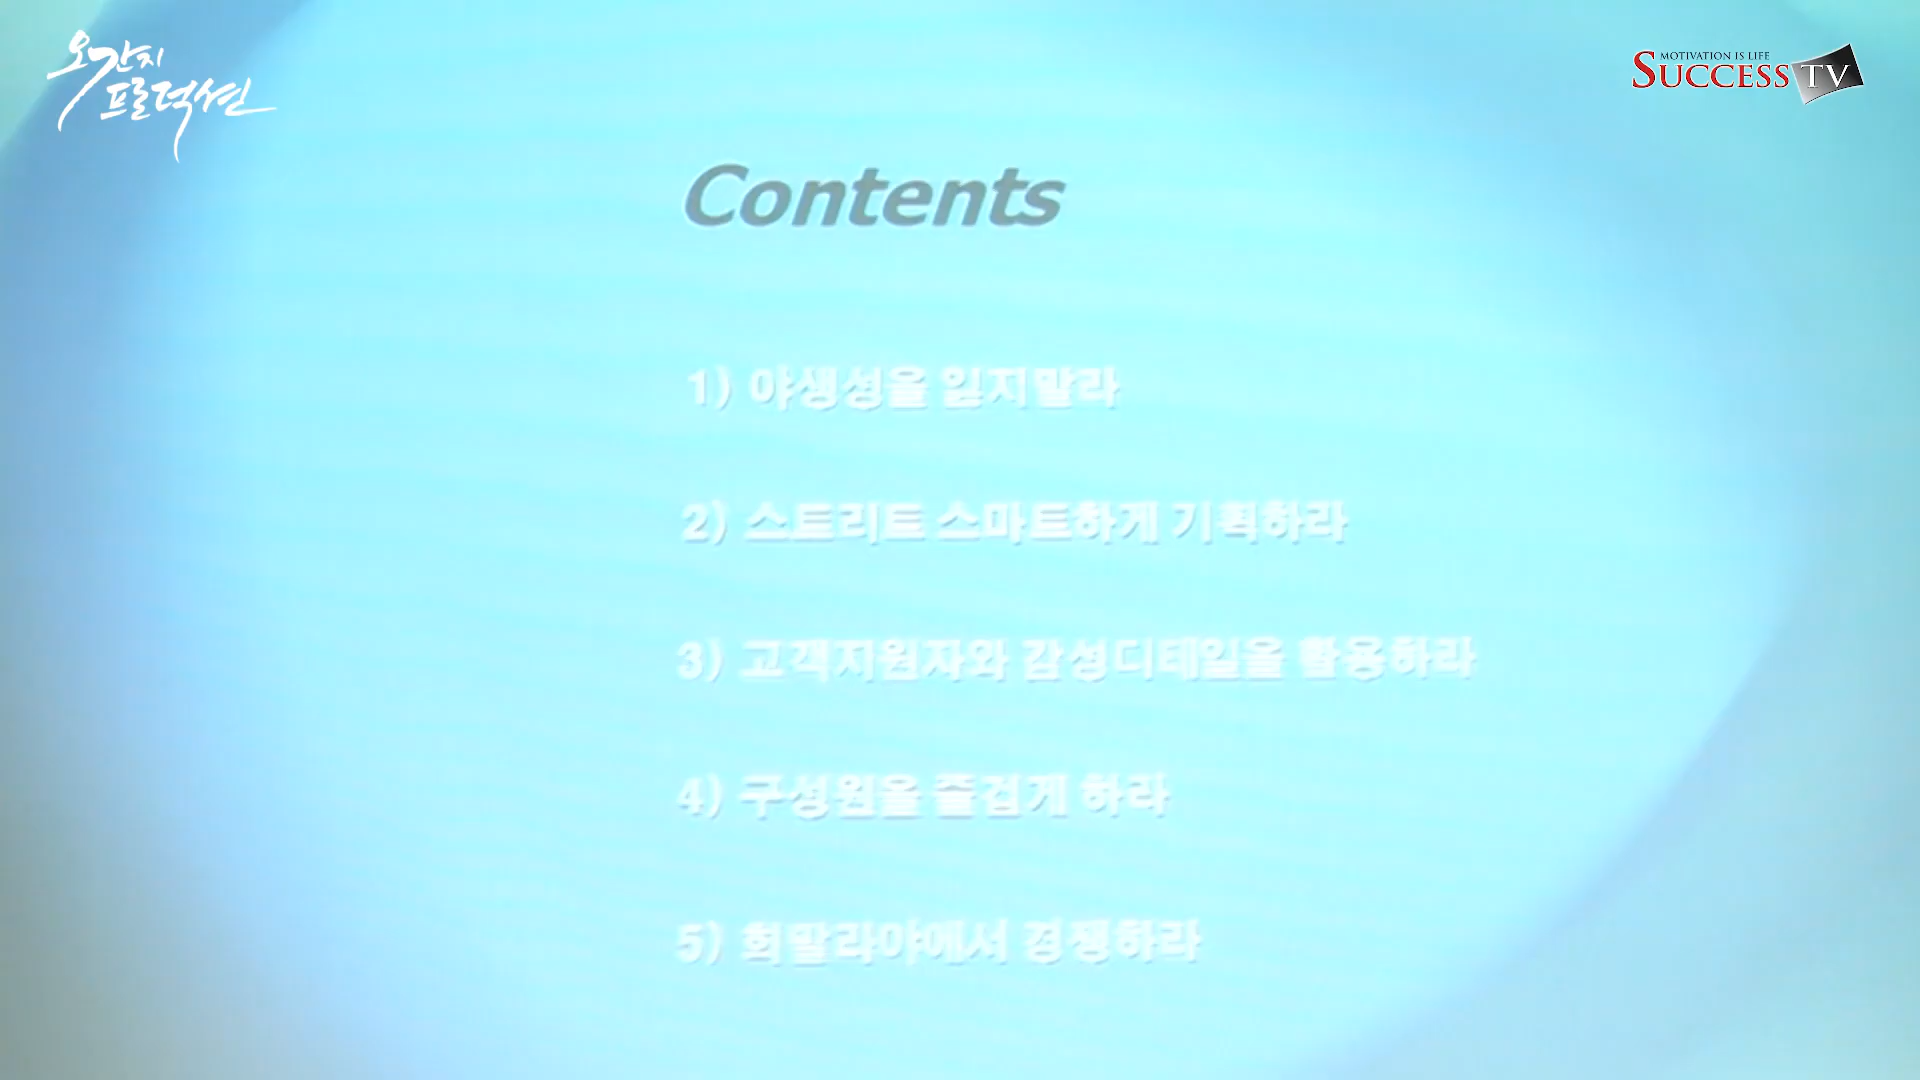 오간지
프로덕션
MOTIVATION IS LIFE
SUCCESS TV
Contents
1) 야생성을 잃지말라
2) 스트리트 스마트하게 기획하라
3) 고객지원자와 감성디테일을 활용하라
4) 구성원을 즐겁게 하라
5) 희말라야에서 경쟁하라